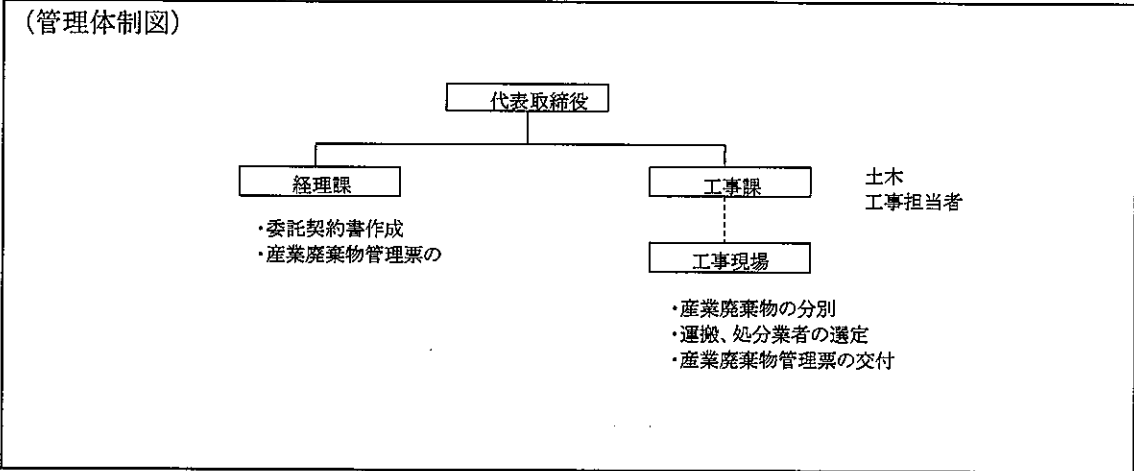 （管理体制図）
代表取締役
経理課
・委託契約書作成
・産業廃棄物管理票の
工事課
土木
工事担当者
工事現場
・産業廃棄物の分別
・運搬、処分業者の選定
・産業廃棄物管理票の交付